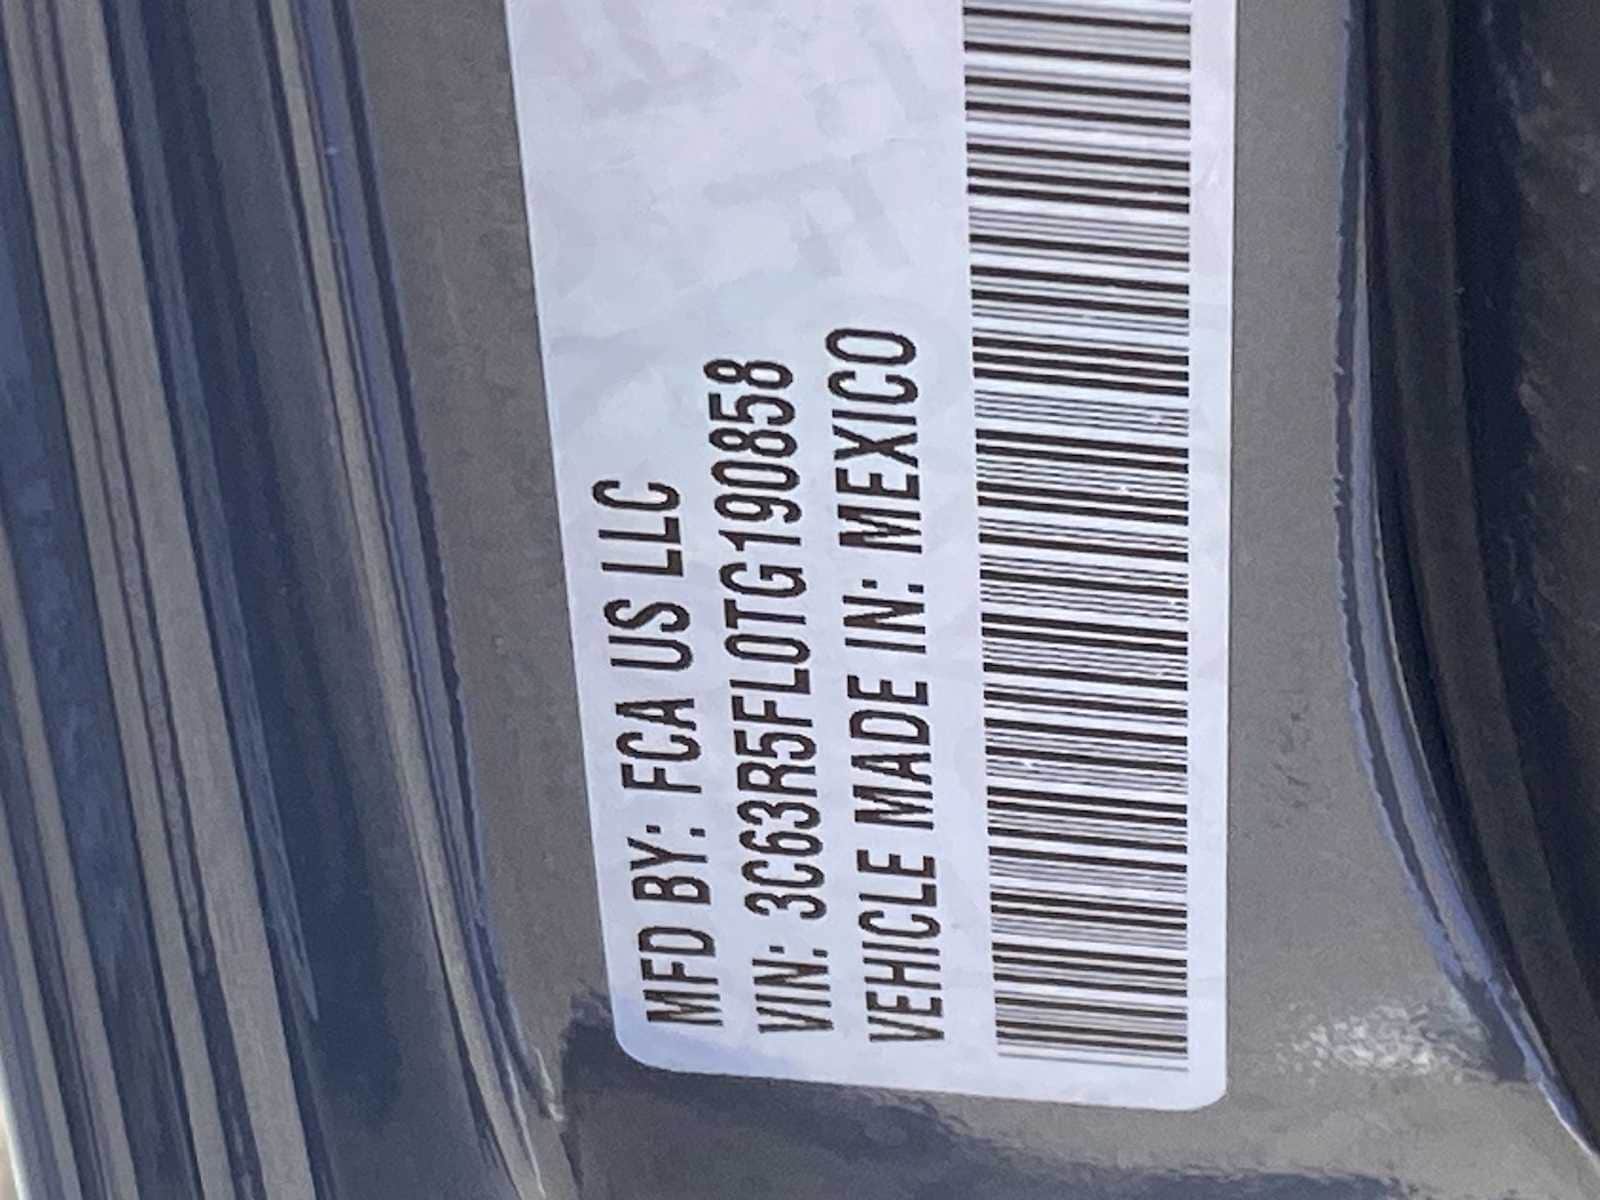 MFD BY: FCA US LLC
VIN: 3C63R5FL0TG190858
VEHICLE MADE IN: MEXICO